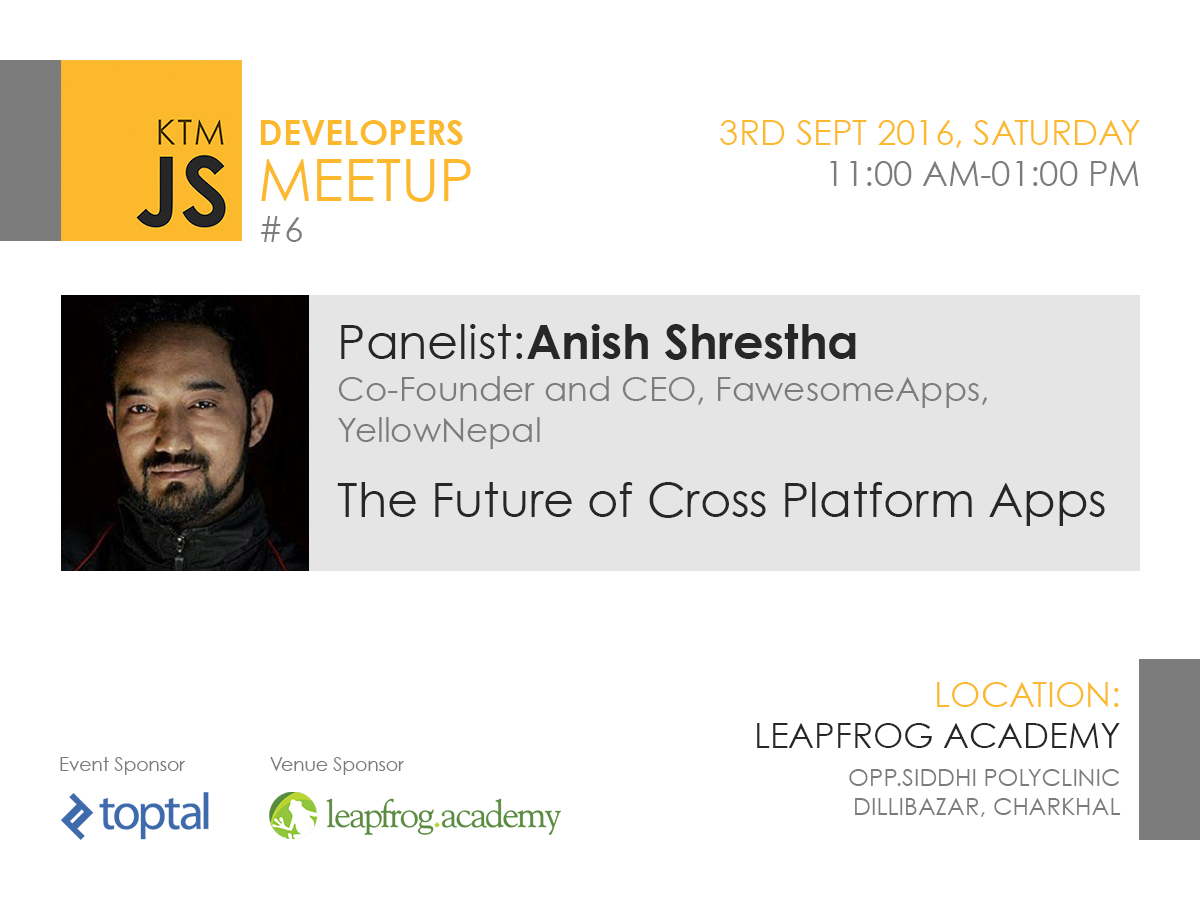 KTM
JS
DEVELOPERS
MEETUP
#6
3RD SEPT 2016, SATURDAY
11:00 AM-01:00 PM
Panelist:Anish Shrestha
Co-Founder and CEO, FawesomeApps,
YellowNepal
The Future of Cross Platform Apps
LOCATION:
LEAPFROG ACADEMY
OPP.SIDDHI POLYCLINIC
DILLIBAZAR, CHARKHAL
Event Sponsor
toptal
Venue Sponsor
leapfrog.academy